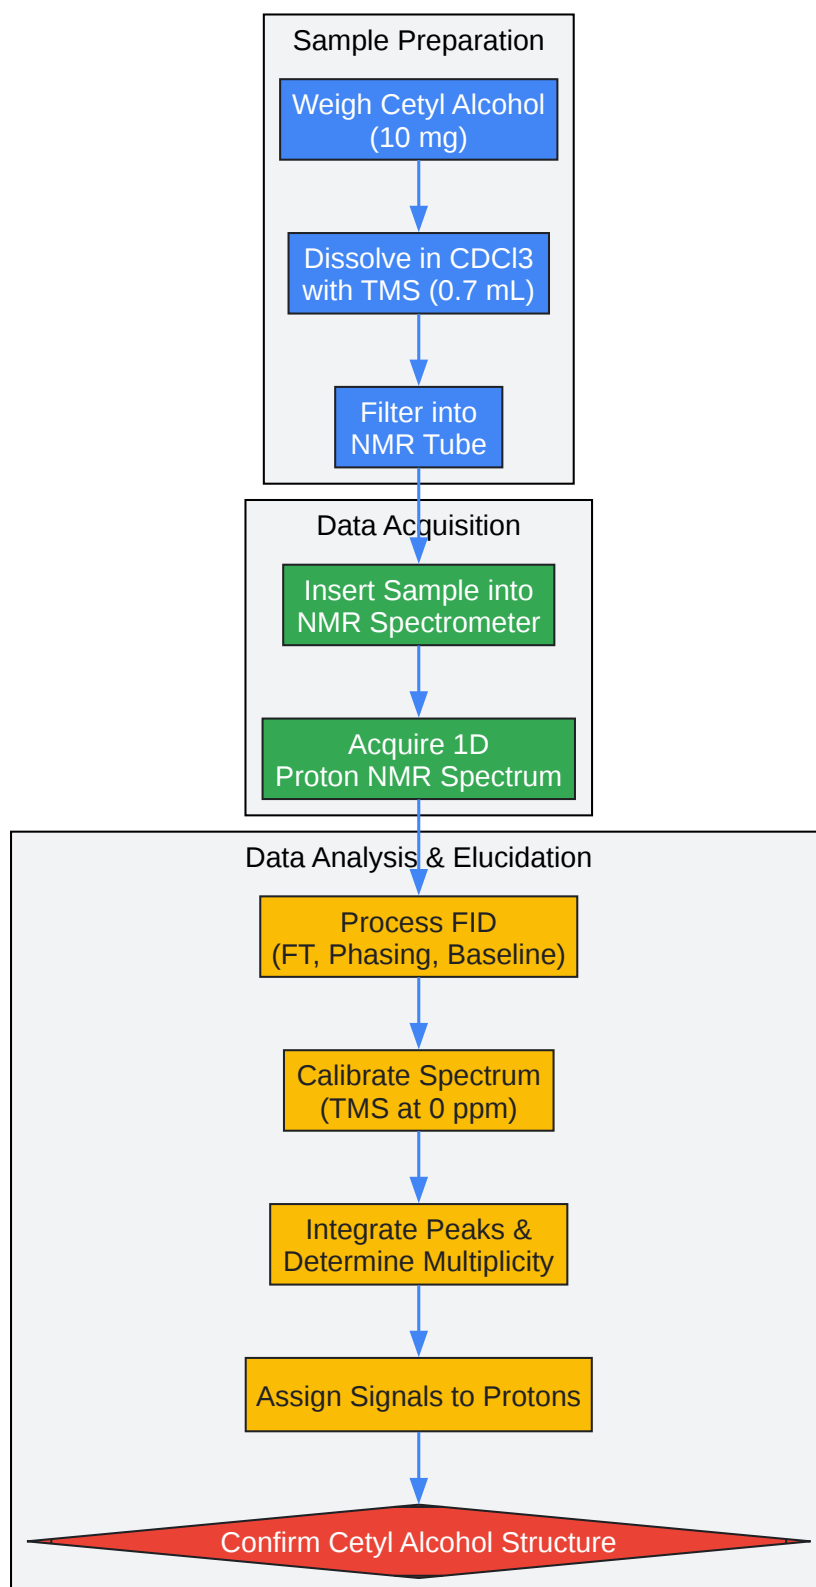 Sample Preparation
Weigh Cetyl Alcohol
(10 mg)
Dissolve in CDCl3
with TMS (0.7 mL)
Filter into
NMR Tube
Data Acquisition
Insert Sample into
NMR Spectrometer
Acquire 1D
Proton NMR Spectrum
Data Analysis & Elucidation
Process FID
(FT, Phasing, Baseline)
Calibrate Spectrum
(TMS at 0 ppm)
Integrate Peaks &
Determine Multiplicity
Assign Signals to Protons
Confirm Cetyl Alcohol Structure